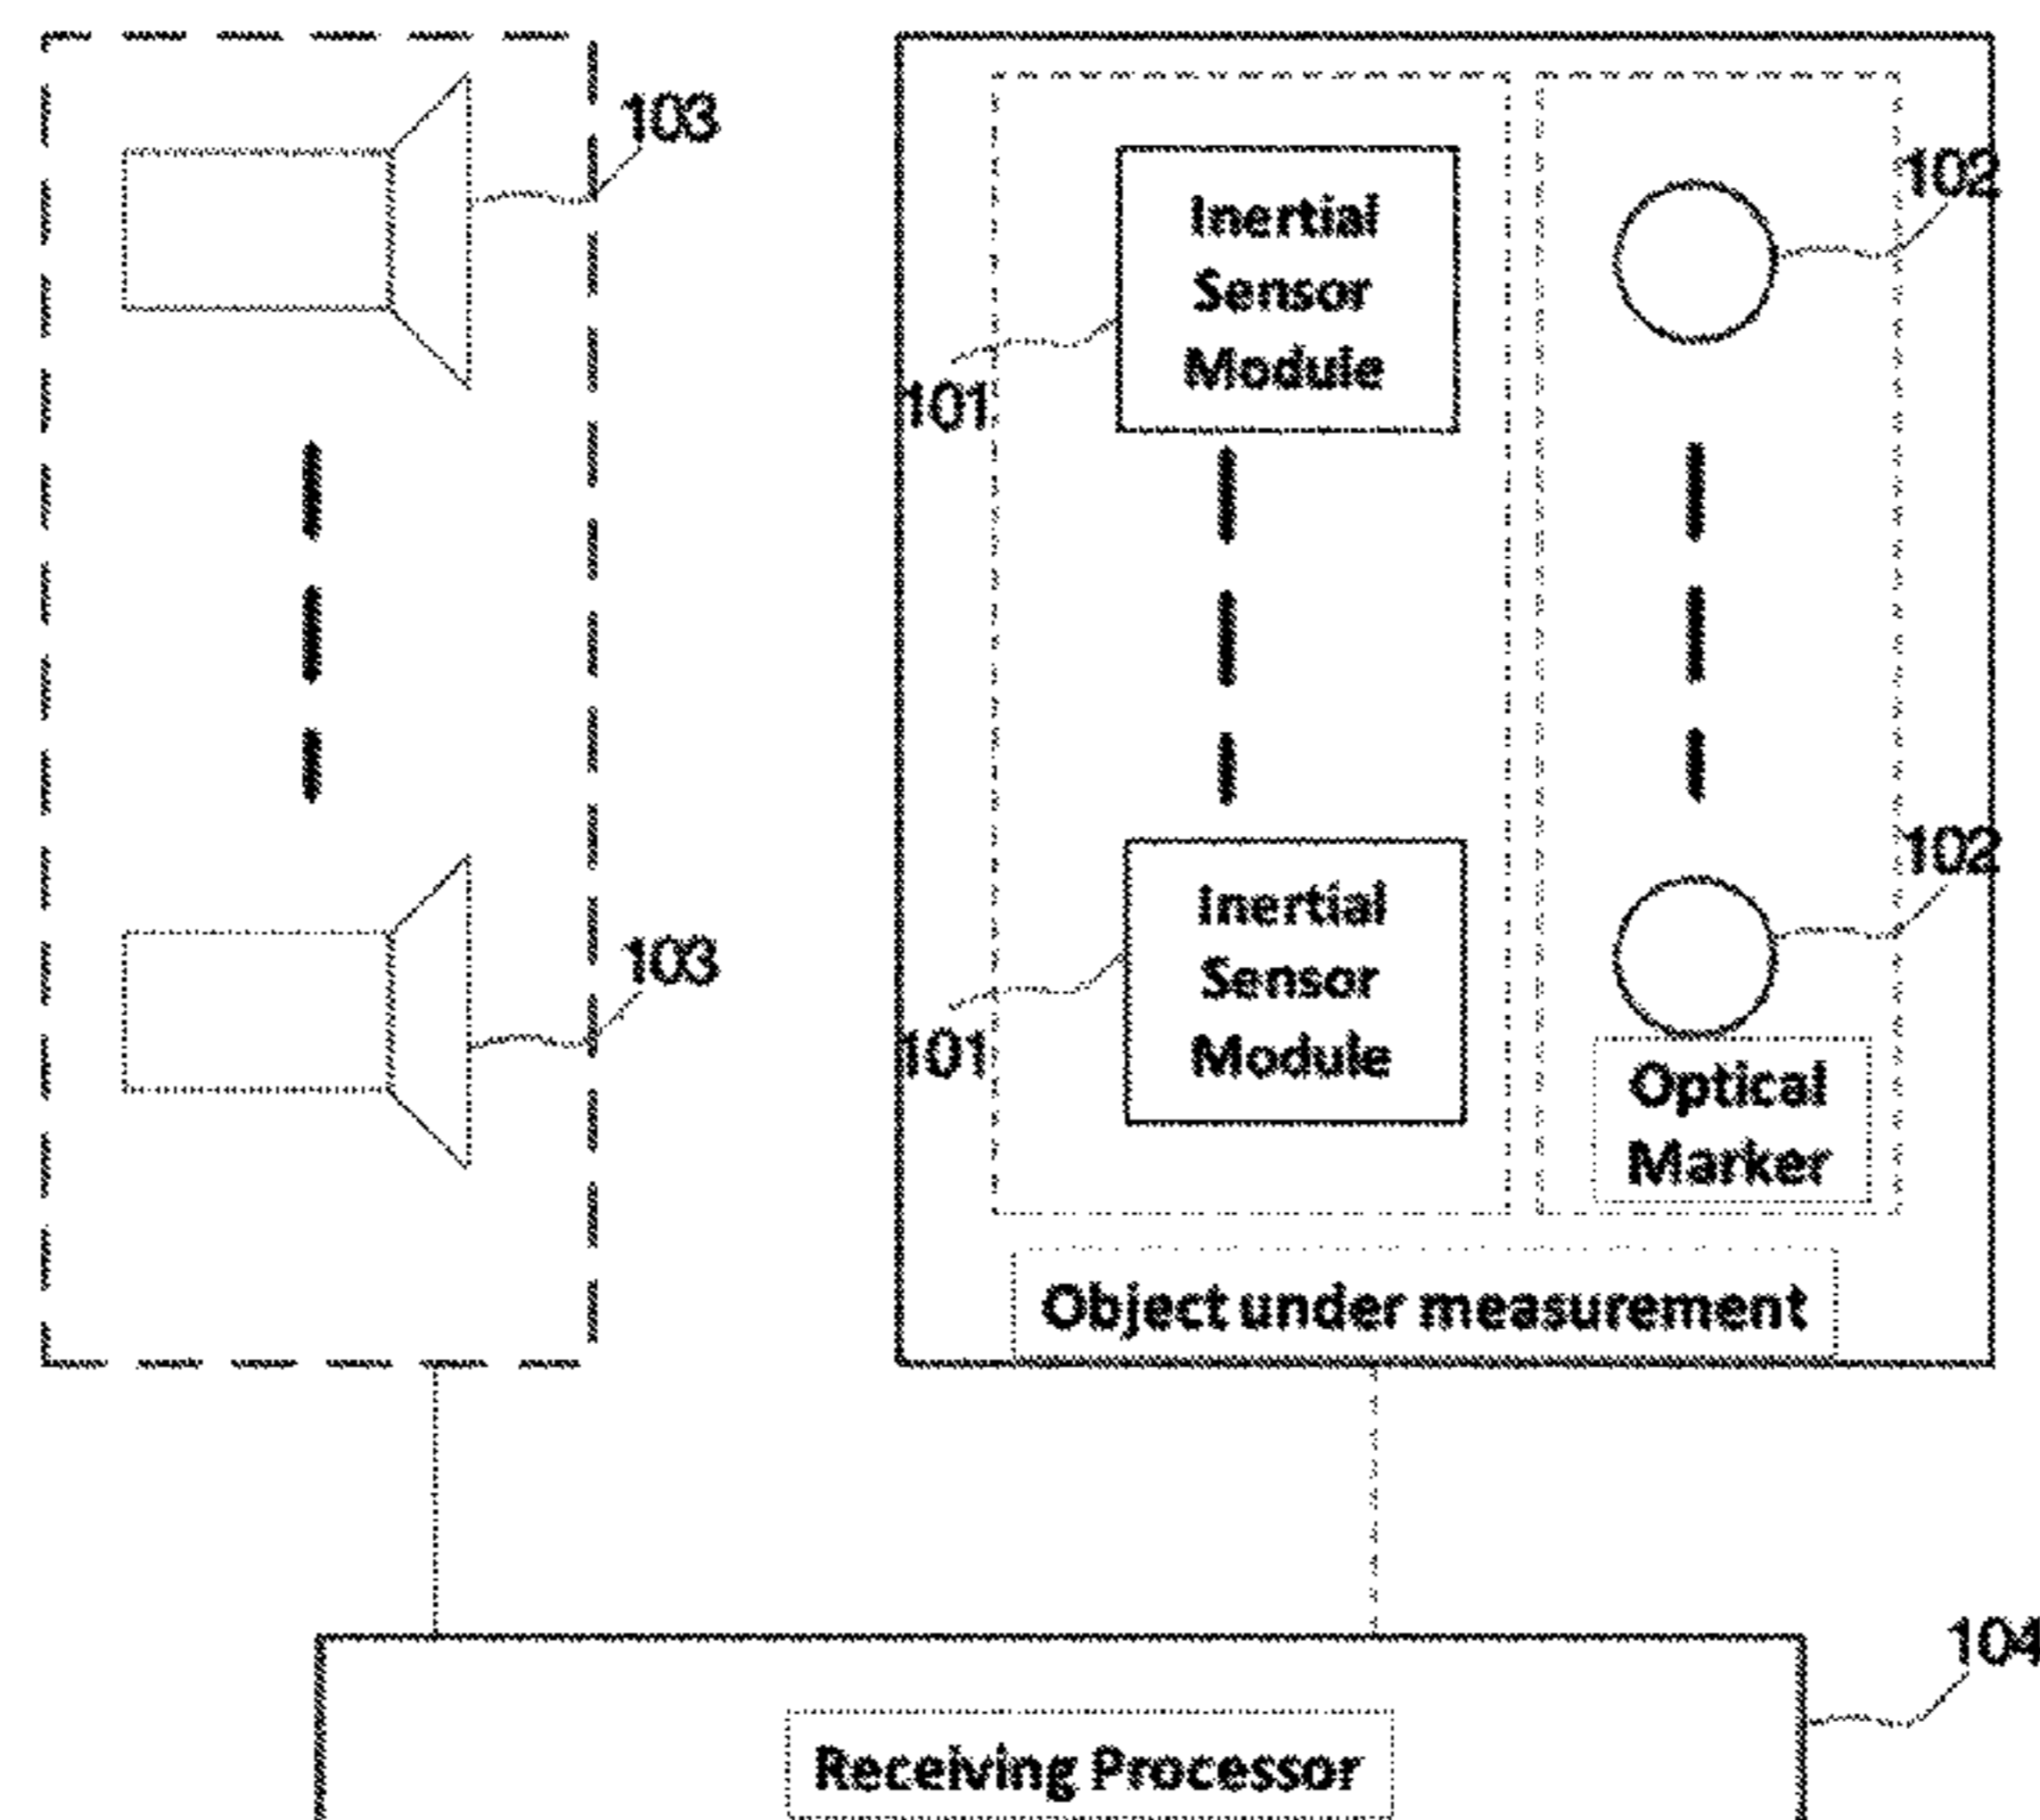 103
102
Inertial
Sensor
Module
101
103
102
Inertial
Sensor
Module
101
Optical
Marker
Object under measurement
104
Receiving Processor